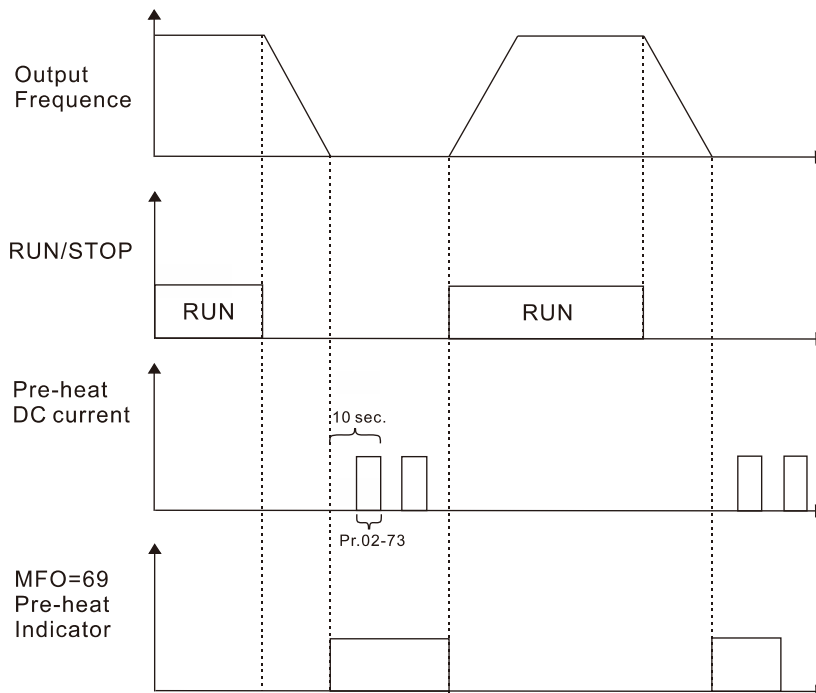 Output
Frequence
RUN/STOP
RUN
RUN
Pre-heat
DC current
10 sec.
Pr.02-73
MFO=69
Pre-heat
Indicator